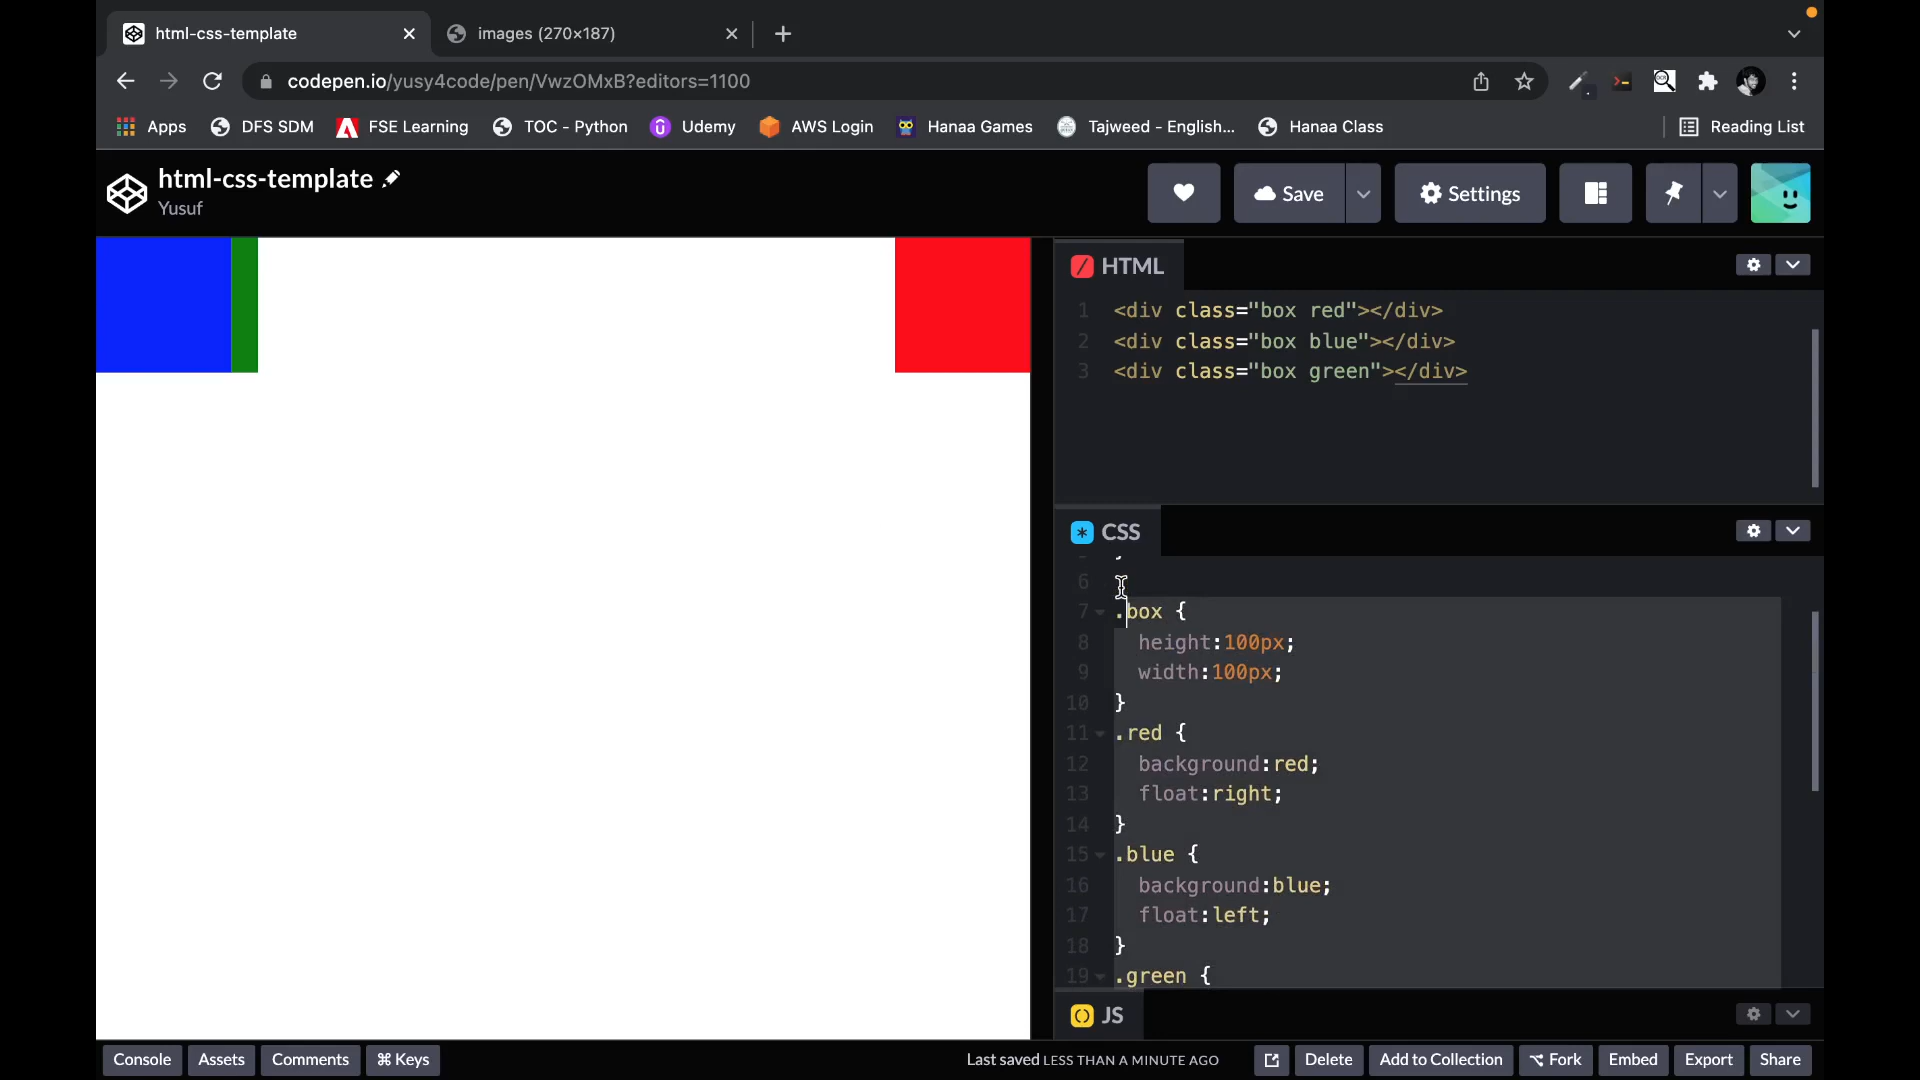 html-css-template
images (270×187)
codepen.io/yusy4code/pen/VwzOMxB?editors=1100
Apps
DFS SDM
FSE Learning
TOC - Python
Udemy
AWS Login
Hanaa Games
Tajweed - English...
Hanaa Class
Reading List
html-css-template
Yusuf
Save
Settings
HTML
1 <div class="box red"></div>
2 <div class="box blue"></div>
3 <div class="box green"></div>
CSS
6
7 .box {
8 height:100px;
9 width:100px;
10 }
11 .red {
12 background:red;
13 float:right;
14 }
15 .blue {
16 background:blue;
17 float:left;
18 }
19 .green {
JS
Console
Assets
Comments
⌘ Keys
Last saved LESS THAN A MINUTE AGO
Delete
Add to Collection
Fork
Embed
Export
Share